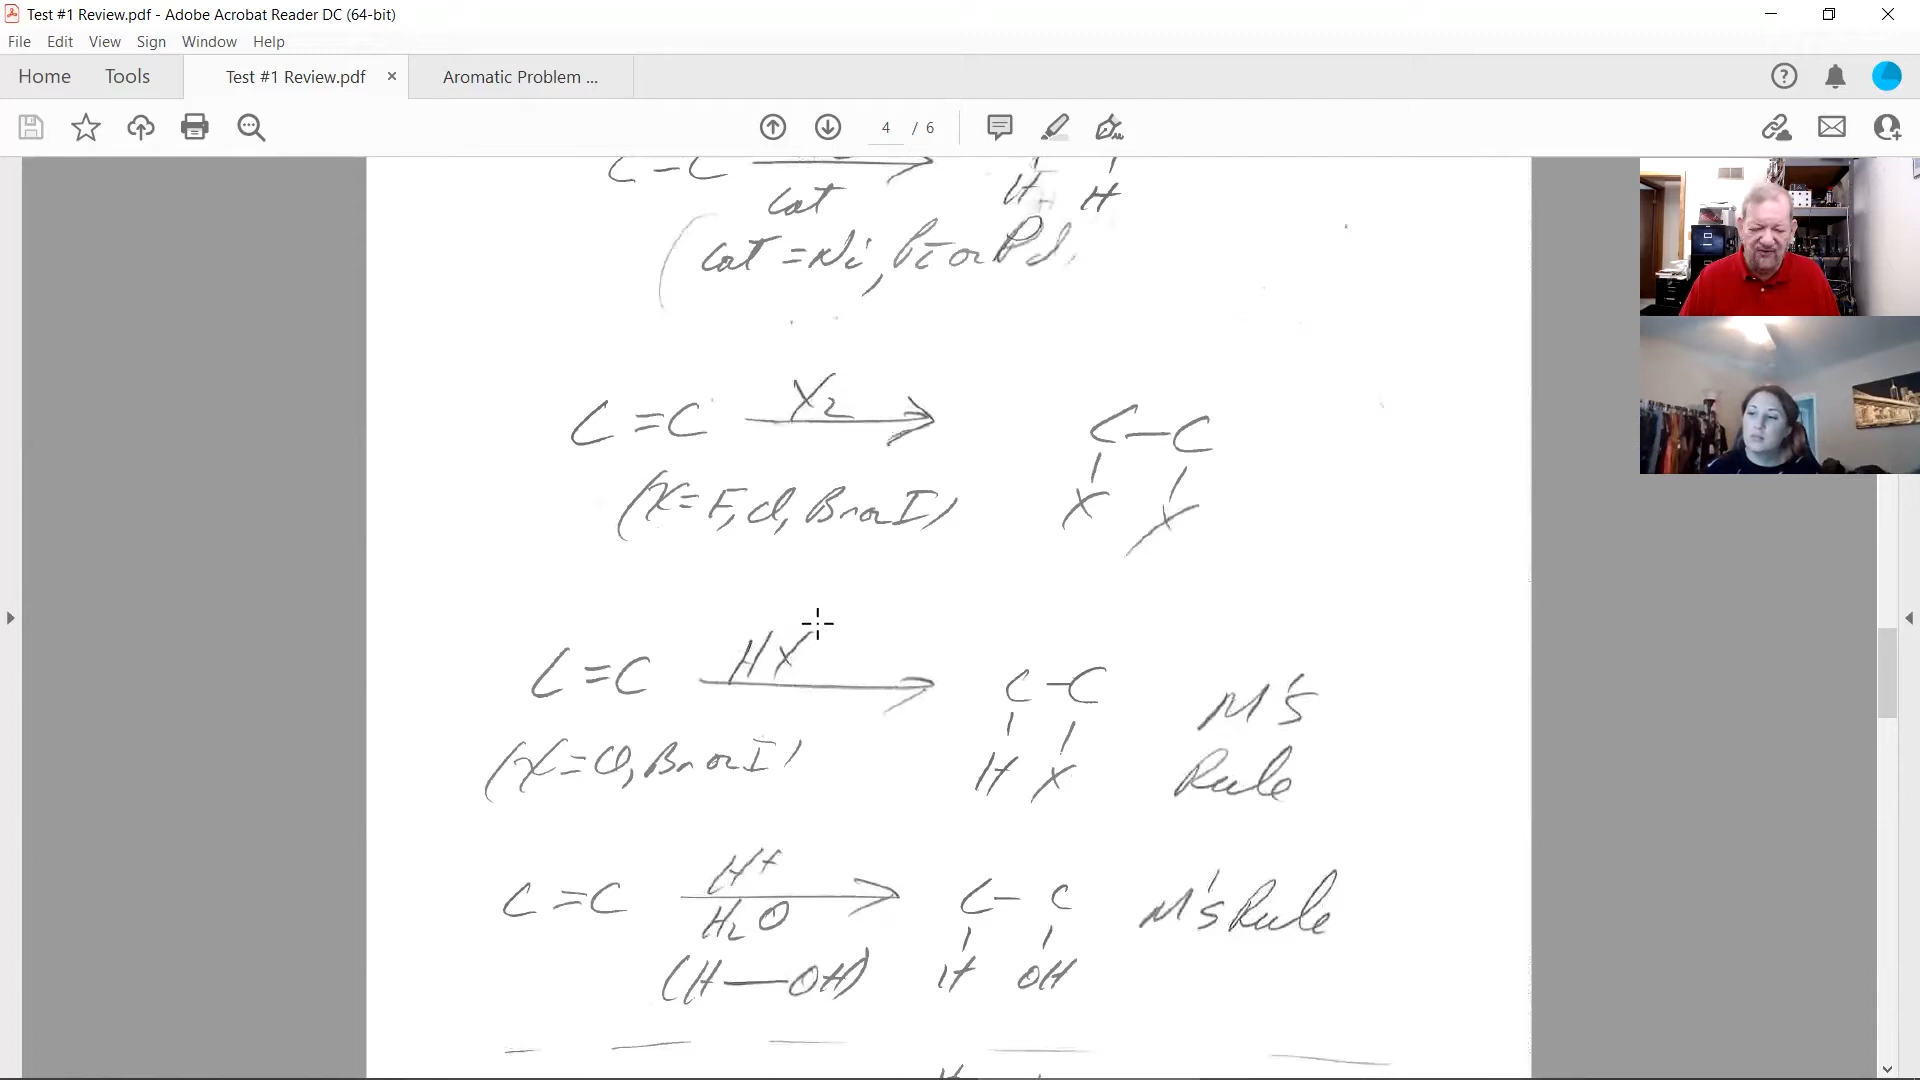 Test #1 Review.pdf - Adobe Acrobat Reader DC (64-bit)
File Edit View Sign Window Help
Home Tools Test #1 Review.pdf × Aromatic Problem ...
4 / 6
C - C
Cat
H H
(Cat = Ni, Pt or Pd,
C = C X2 C - C
(X = F, Cl, Br or I) X X
C = C HX C - C M's
(X = Cl, Br or I) H X Rule
C = C H+ C - C M's Rule
H2O
(H — OH) H OH